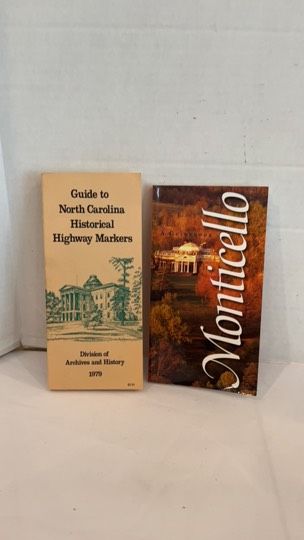 Guide to
North Carolina
Historical
Highway Markers
Division of
Archives and History
1979
Monticello